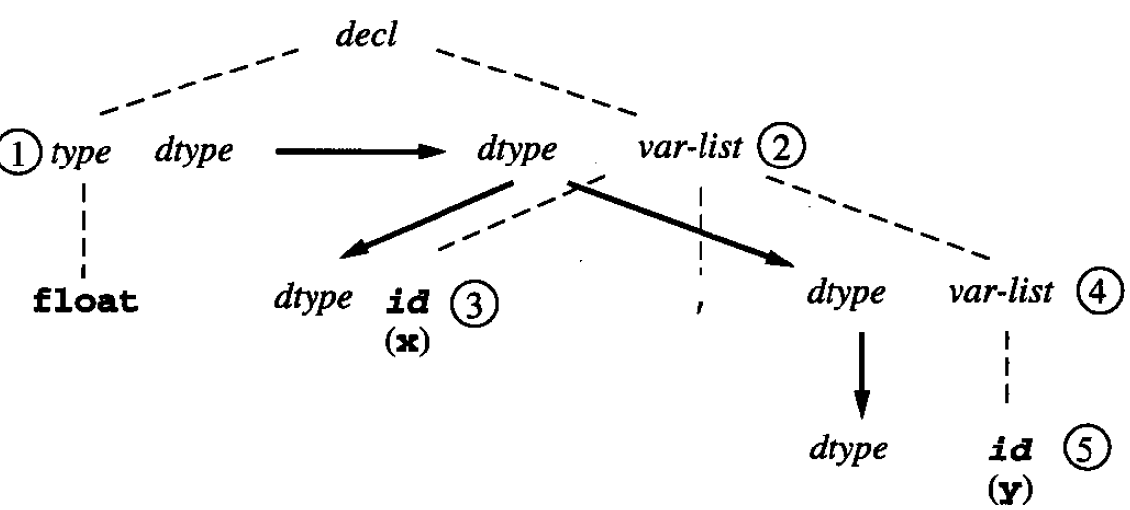 decl
① type dtype dtype var-list ②
float dtype id ③ , dtype var-list ④
(x)
dtype id ⑤
(y)